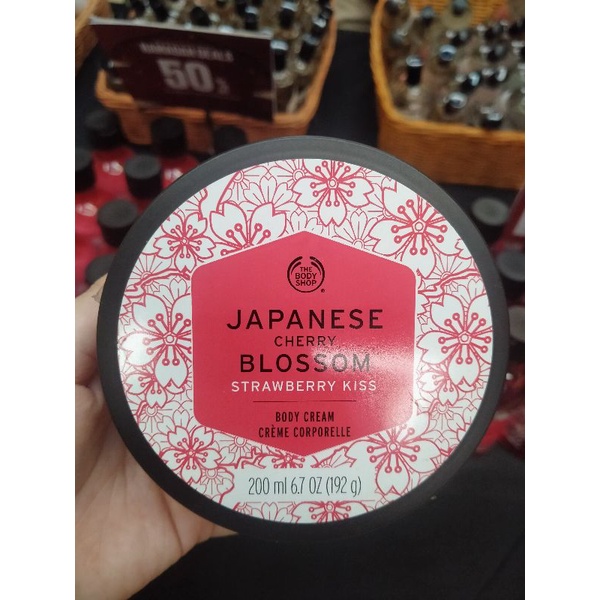 50
THE
BODY
SHOP
®
JAPANESE
CHERRY
BLOSSOM
STRAWBERRY KISS
BODY CREAM
CRÈME CORPORELLE
200 ml 6.7 OZ (192 g)